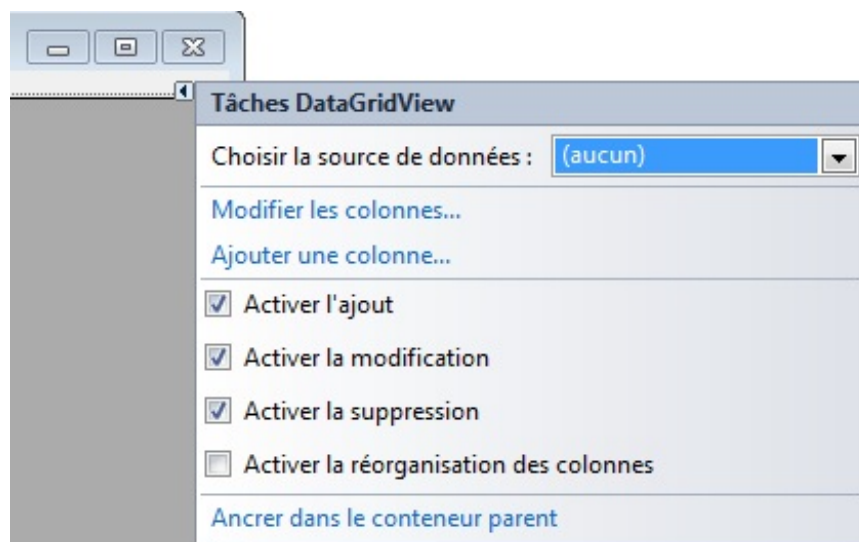 Tâches DataGridView
Choisir la source de données : (aucun)
Modifier les colonnes...
Ajouter une colonne...
Activer l'ajout
Activer la modification
Activer la suppression
Activer la réorganisation des colonnes
Ancrer dans le conteneur parent